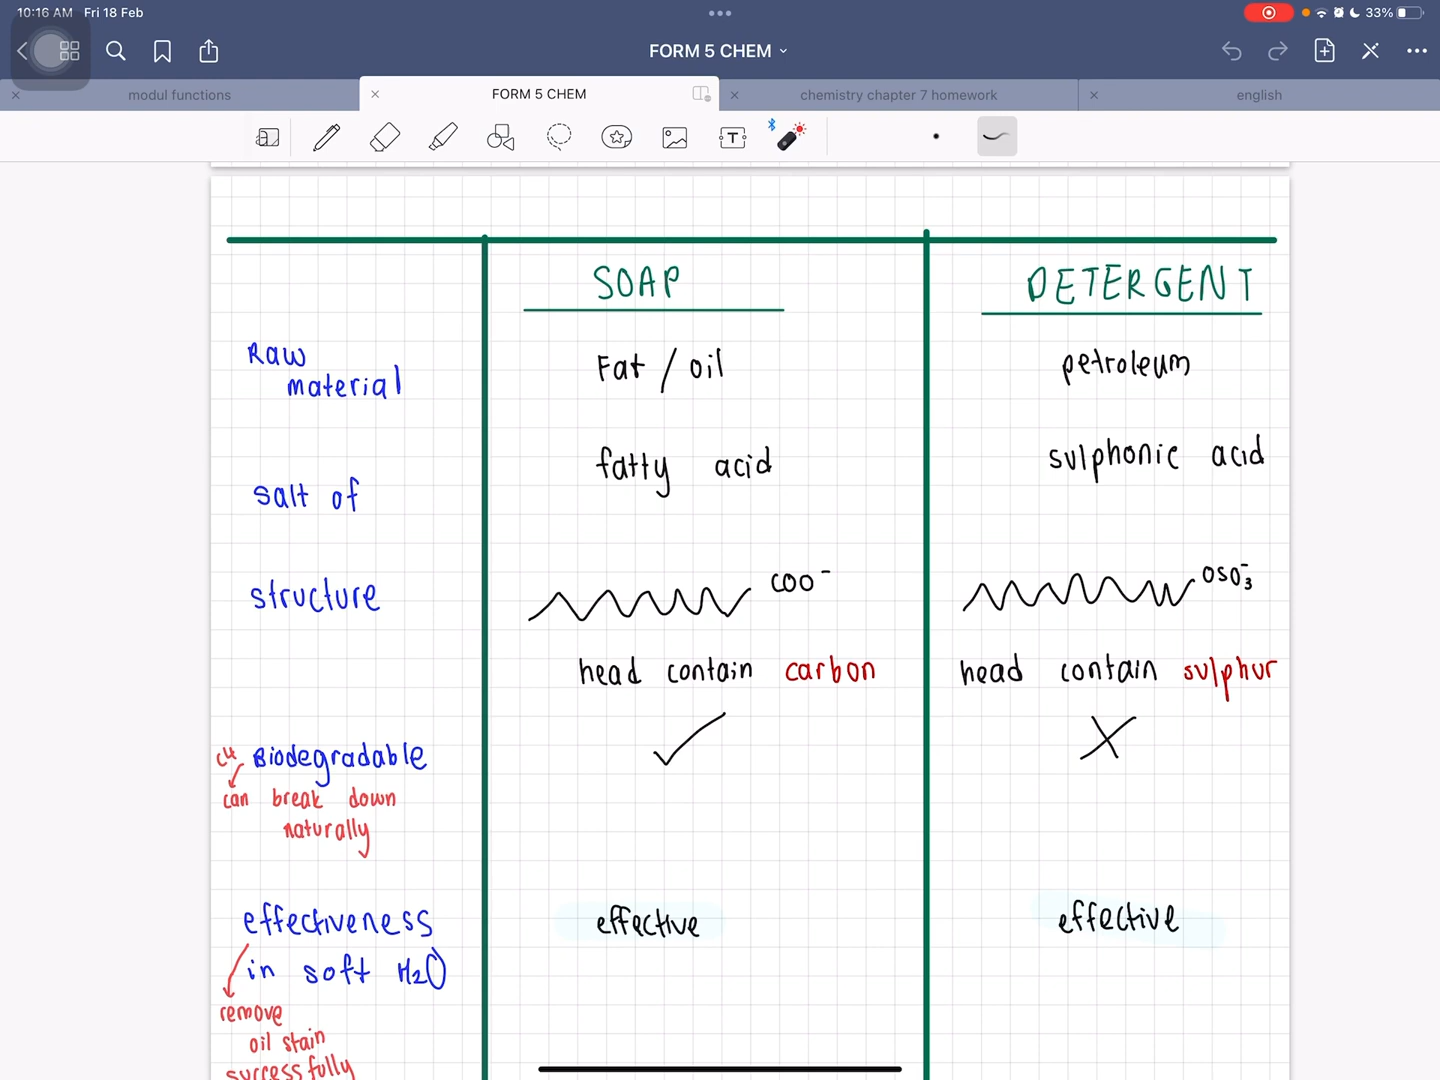 10:16 AM Fri 18 Feb
33%
FORM 5 CHEM
modul functions
FORM 5 CHEM
chemistry chapter 7 homework
english
SOAP
DETERGENT
Raw
material
Fat / oil
petroleum
salt of
fatty acid
sulphonic acid
structure
COO⁻
OSO₃⁻
head contain carbon
head contain sulphur
Biodegradable
can break down
naturally
effectiveness
in soft H₂O
effective
effective
remove
oil stain
successfully